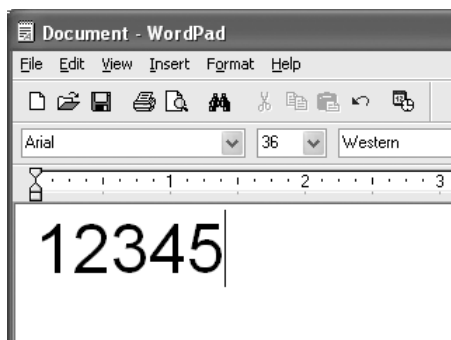 Document - WordPad
File Edit View Insert Format Help
Arial 36 Western
1 2 3
12345